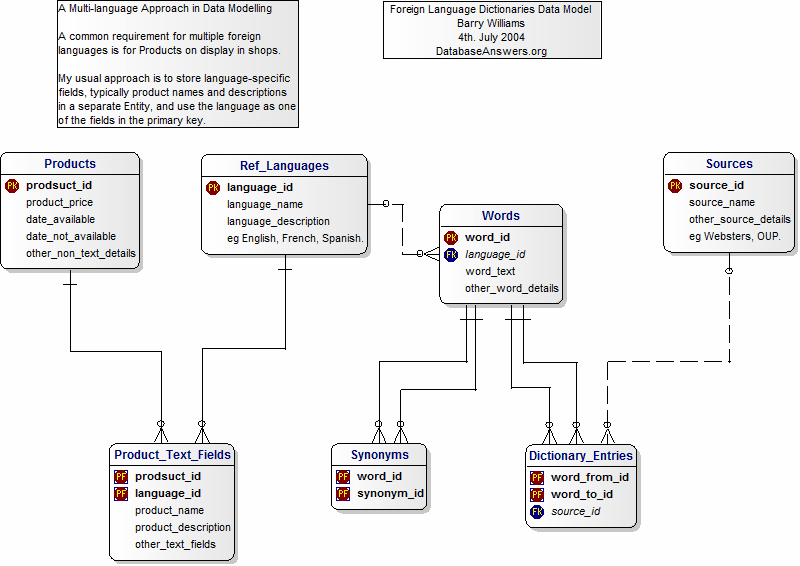 A Multi-language Approach in Data Modelling
A common requirement for multiple foreign
languages is for Products on display in shops.
My usual approach is to store language-specific
fields, typically product names and descriptions
in a separate Entity, and use the language as one
of the fields in the primary key.
Foreign Language Dictionaries Data Model
Barry Williams
4th. July 2004
DatabaseAnswers.org
Products
PK prodsuct_id
product_price
date_available
date_not_available
other_non_text_details
Ref_Languages
PK language_id
language_name
language_description
eg English, French, Spanish.
Words
PK word_id
FK language_id
word_text
other_word_details
Sources
PK source_id
source_name
other_source_details
eg Websters, OUP.
Product_Text_Fields
PF prodsuct_id
PF language_id
product_name
product_description
other_text_fields
Synonyms
PF word_id
PF synonym_id
Dictionary_Entries
PF word_from_id
PF word_to_id
FK source_id